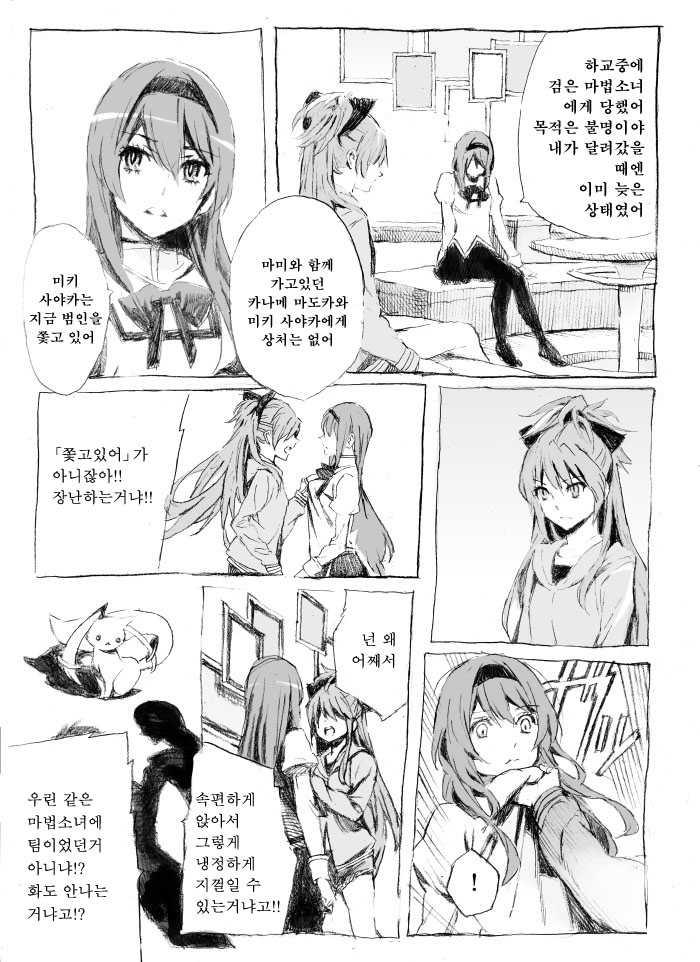 하교중에
검은 마법소녀
에게 당했어
목적은 불명이야
내가 달려갔을
때엔
이미 늦은
상태였어
마미와 함께
가고있던
카나메 마도카와
미키 사야카에게
상처는 없어
미키
사야카는
지금 범인을
쫓고 있어
「쫓고있어」가
아니잖아!!
장난하는거냐!!
!
넌 왜
어째서
속편하게
앉아서
그렇게
냉정하게
지껄일 수
있는거냐고!!
우린 같은
마법소녀에
팀이었던거
아니냐!?
화도 안나는
거냐고!?